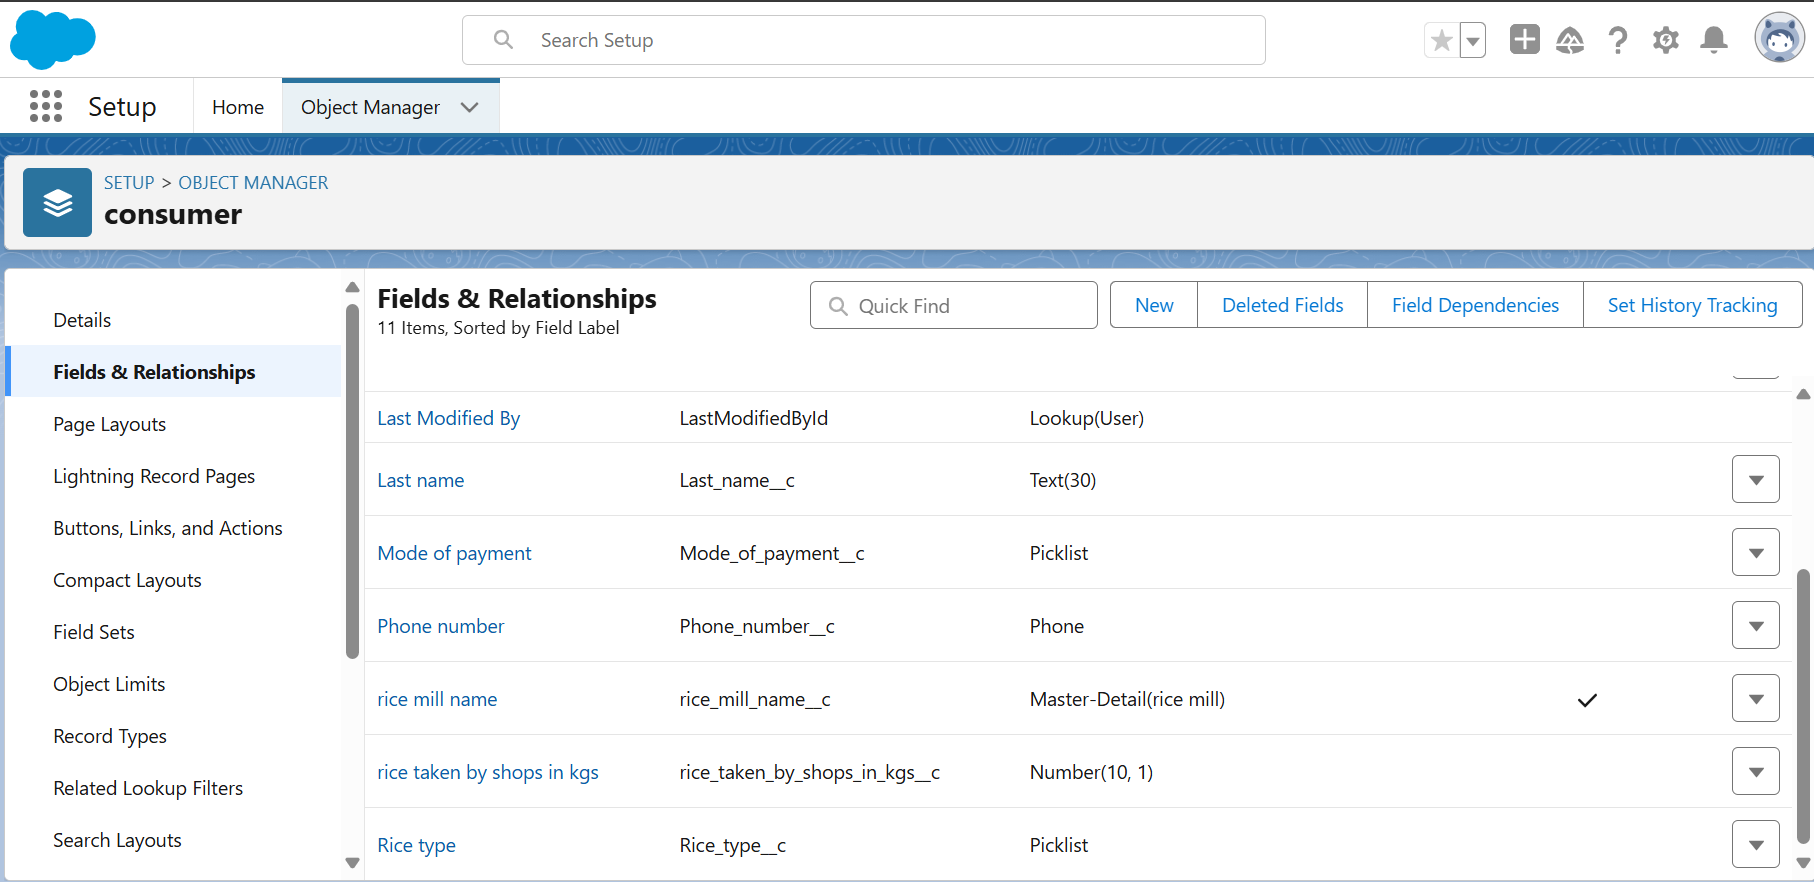 Search Setup
Setup
Home
Object Manager
SETUP > OBJECT MANAGER
consumer
Details
Fields & Relationships
Page Layouts
Lightning Record Pages
Buttons, Links, and Actions
Compact Layouts
Field Sets
Object Limits
Record Types
Related Lookup Filters
Search Layouts
Fields & Relationships
11 Items, Sorted by Field Label
Quick Find
New
Deleted Fields
Field Dependencies
Set History Tracking
Last Modified By LastModifiedById Lookup(User)
Last name Last_name__c Text(30)
Mode of payment Mode_of_payment__c Picklist
Phone number Phone_number__c Phone
rice mill name rice_mill_name__c Master-Detail(rice mill)
rice taken by shops in kgs rice_taken_by_shops_in_kgs__c Number(10, 1)
Rice type Rice_type__c Picklist